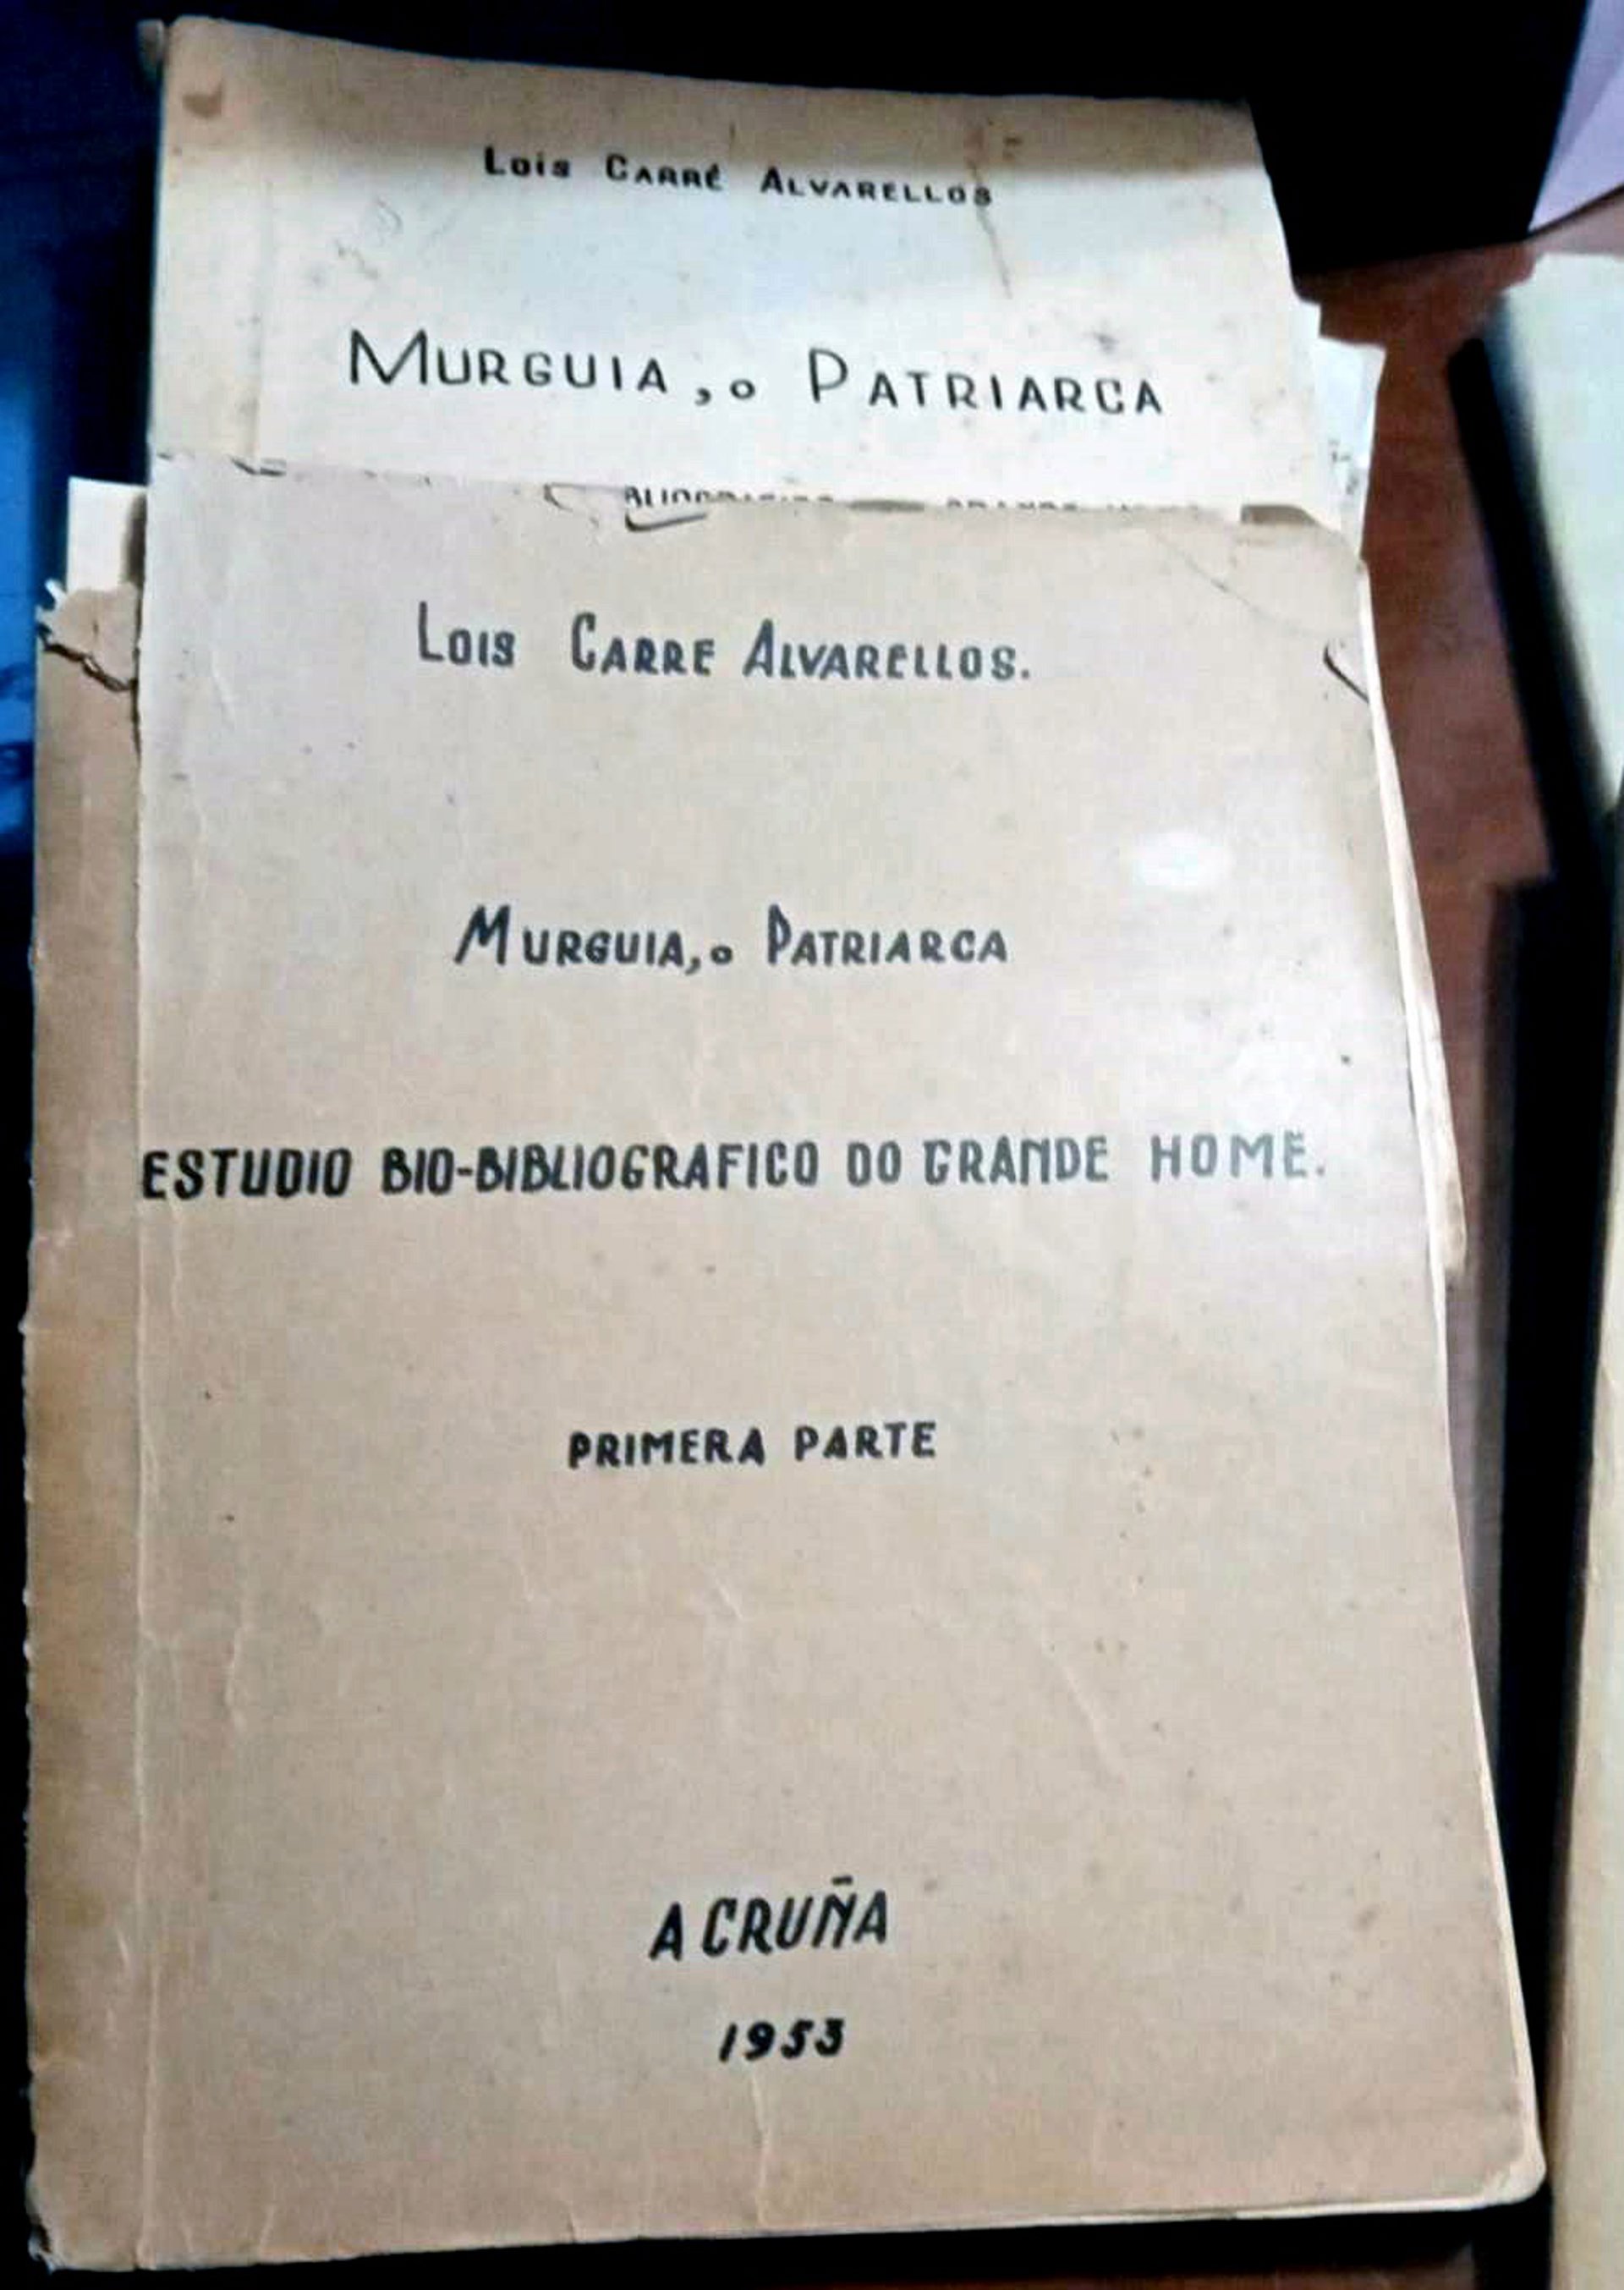 Lois Carré Alvarellos
Murguia, o Patriarca
Lois Carre Alvarellos.
Murguia, o Patriarca
ESTUDIO BIO-BIBLIOGRAFICO DO GRANDE HOME.
PRIMERA PARTE
A CRUÑA
1953